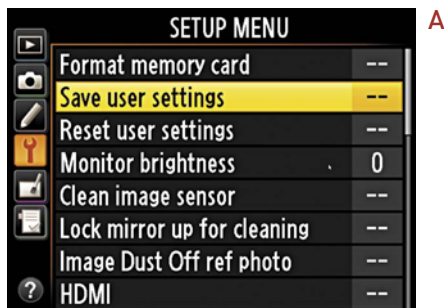 SETUP MENU
A
Format memory card --
Save user settings --
Reset user settings --
Monitor brightness 0
Clean image sensor --
Lock mirror up for cleaning --
Image Dust Off ref photo --
HDMI --
?